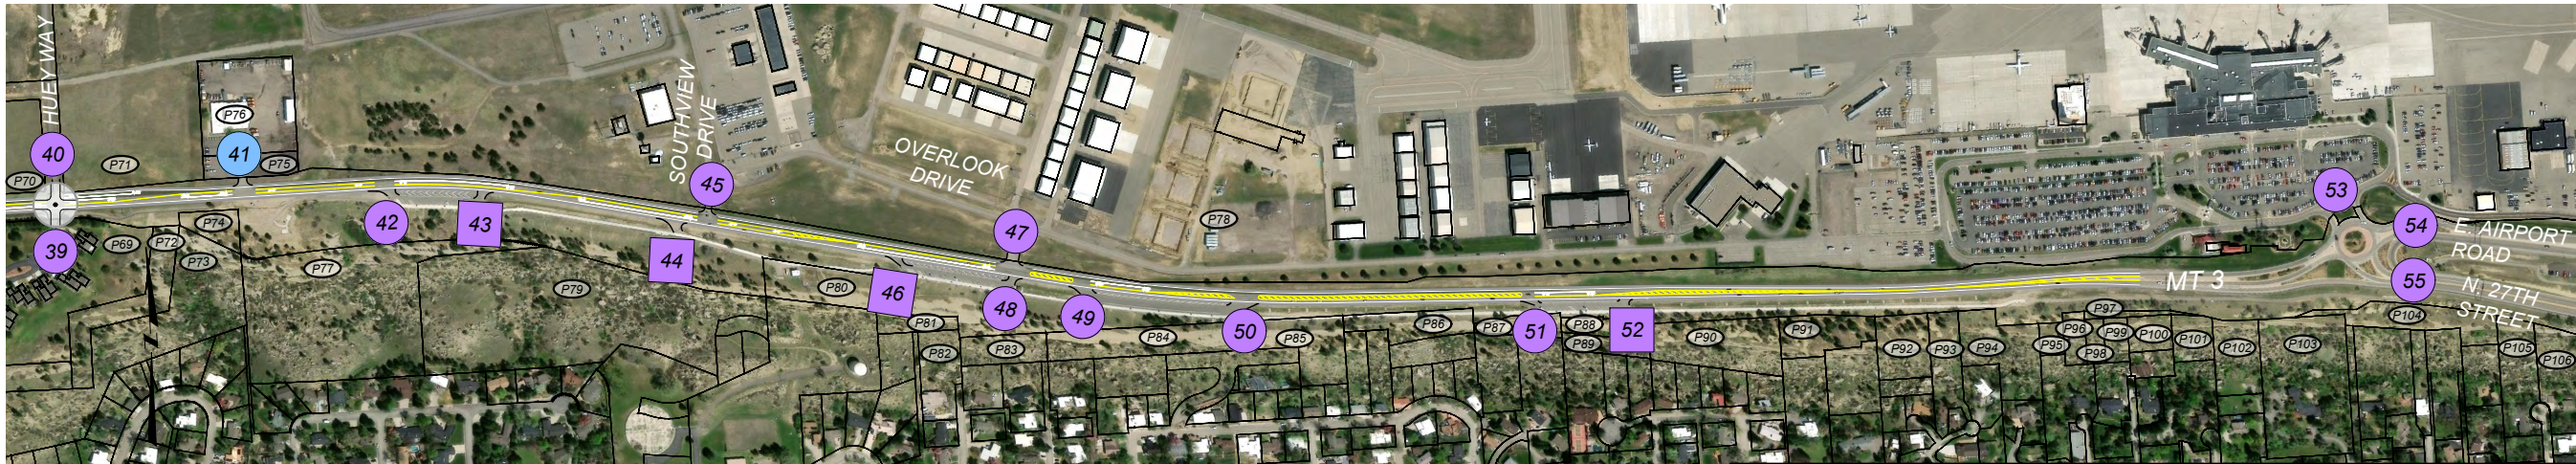 HUEY WAY
40
P70
P71
P76
41
P75
39
P69
P72
P74
P73
P77
42
43
P79
SOUTHVIEW
DRIVE
45
44
OVERLOOK
DRIVE
47
P80
46
48
49
P81
P82
P83
P84
50
P85
P78
P86
P87
51
P88
P89
52
P90
P91
P92
P93
P94
P95
P96
P97
P98
P99
P100
P101
P102
P103
P104
P105
P106
MT 3
53
54
E. AIRPORT
ROAD
55
N. 27TH
STREET